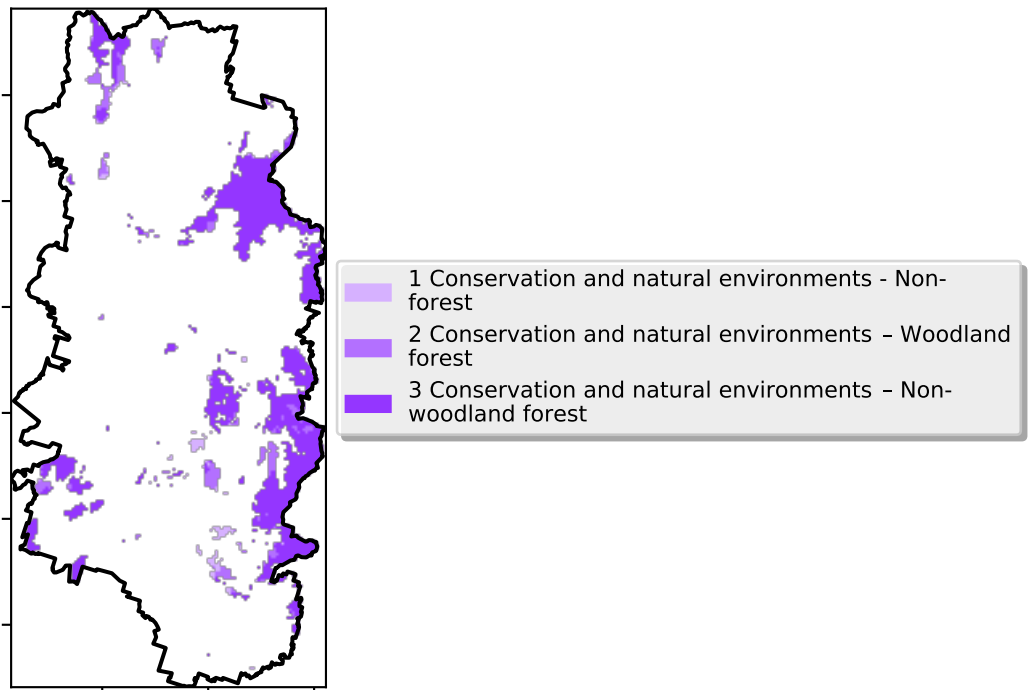 1 Conservation and natural environments - Non-
forest
2 Conservation and natural environments – Woodland
forest
3 Conservation and natural environments – Non-
woodland forest